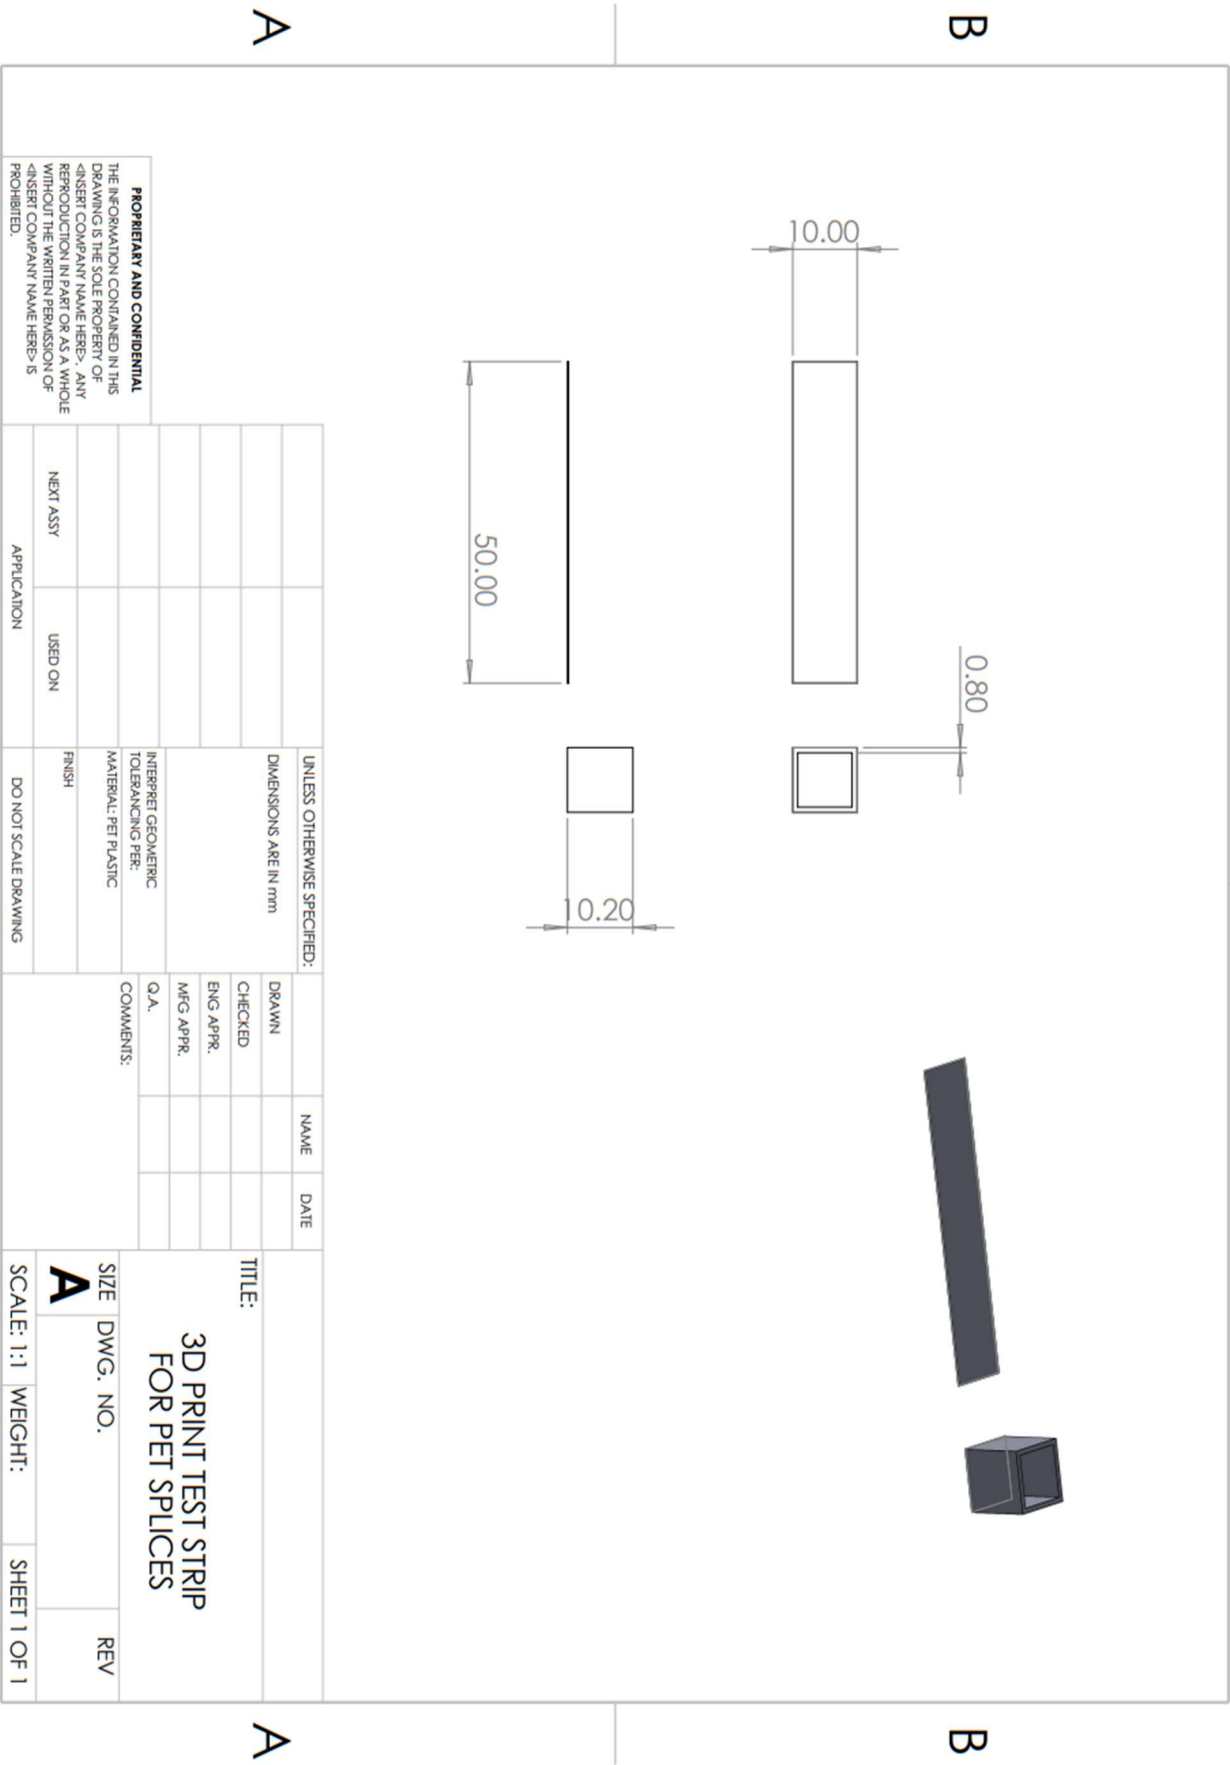 B
B
A
A
10.00
0.80
50.00
10.20
PROPRIETARY AND CONFIDENTIAL
THE INFORMATION CONTAINED IN THIS
DRAWING IS THE SOLE PROPERTY OF
<INSERT COMPANY NAME HERE>. ANY
REPRODUCTION IN PART OR AS A WHOLE
WITHOUT THE WRITTEN PERMISSION OF
<INSERT COMPANY NAME HERE> IS
PROHIBITED.
NEXT ASSY
USED ON
APPLICATION
UNLESS OTHERWISE SPECIFIED:
DIMENSIONS ARE IN mm
INTERPRET GEOMETRIC
TOLERANCING PER:
MATERIAL: PET PLASTIC
FINISH
DO NOT SCALE DRAWING
NAME
DATE
DRAWN
CHECKED
ENG APPR.
MFG APPR.
Q.A.
COMMENTS:
TITLE:
3D PRINT TEST STRIP
FOR PET SPLICES
SIZE
DWG. NO.
REV
A
SCALE: 1:1
WEIGHT:
SHEET 1 OF 1